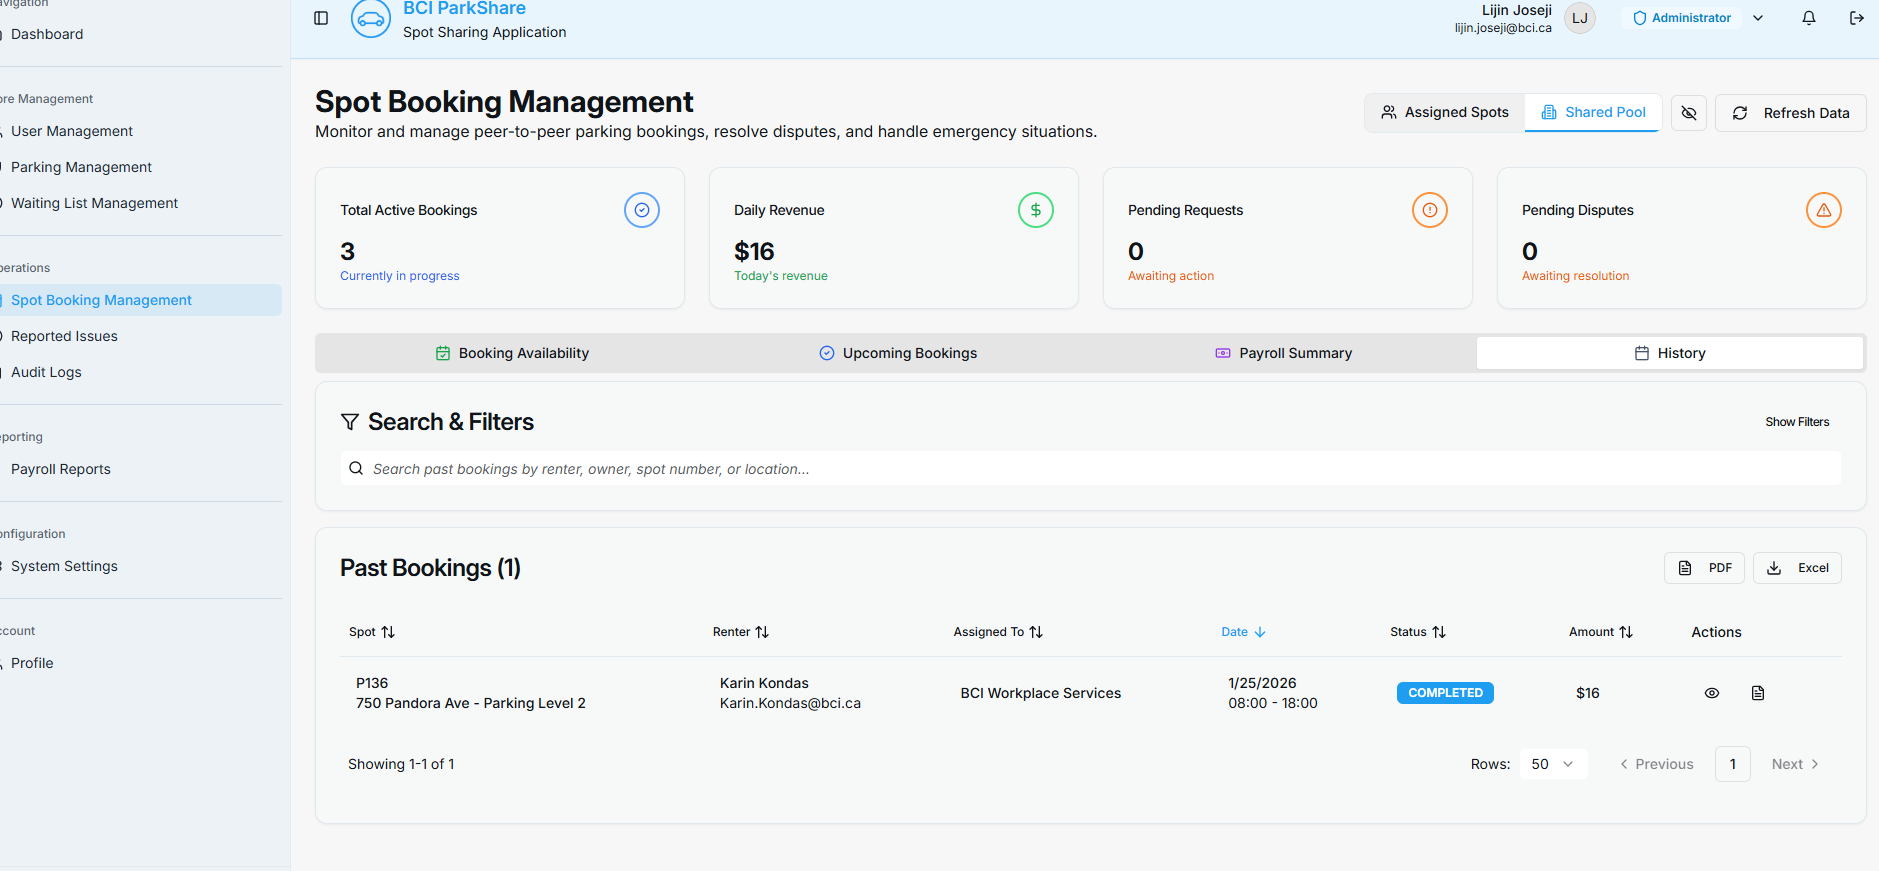 Dashboard
User Management
Parking Management
Waiting List Management
Spot Booking Management
Reported Issues
Audit Logs
Payroll Reports
System Settings
Profile
BCI ParkShare
Spot Sharing Application
Lijin Joseji
lijin.joseji@bci.ca
LJ
Administrator
Spot Booking Management
Monitor and manage peer-to-peer parking bookings, resolve disputes, and handle emergency situations.
Assigned Spots
Shared Pool
Refresh Data
Total Active Bookings
3
Currently in progress
Daily Revenue
$16
Today's revenue
Pending Requests
0
Awaiting action
Pending Disputes
0
Awaiting resolution
Booking Availability
Upcoming Bookings
Payroll Summary
History
Search & Filters
Show Filters
Search past bookings by renter, owner, spot number, or location...
Past Bookings (1)
PDF
Excel
Spot Renter Assigned To Date Status Amount Actions
P136
750 Pandora Ave - Parking Level 2
Karin Kondas
Karin.Kondas@bci.ca
BCI Workplace Services
1/25/2026
08:00 - 18:00
COMPLETED
$16
Showing 1-1 of 1
Rows: 50
Previous
1
Next